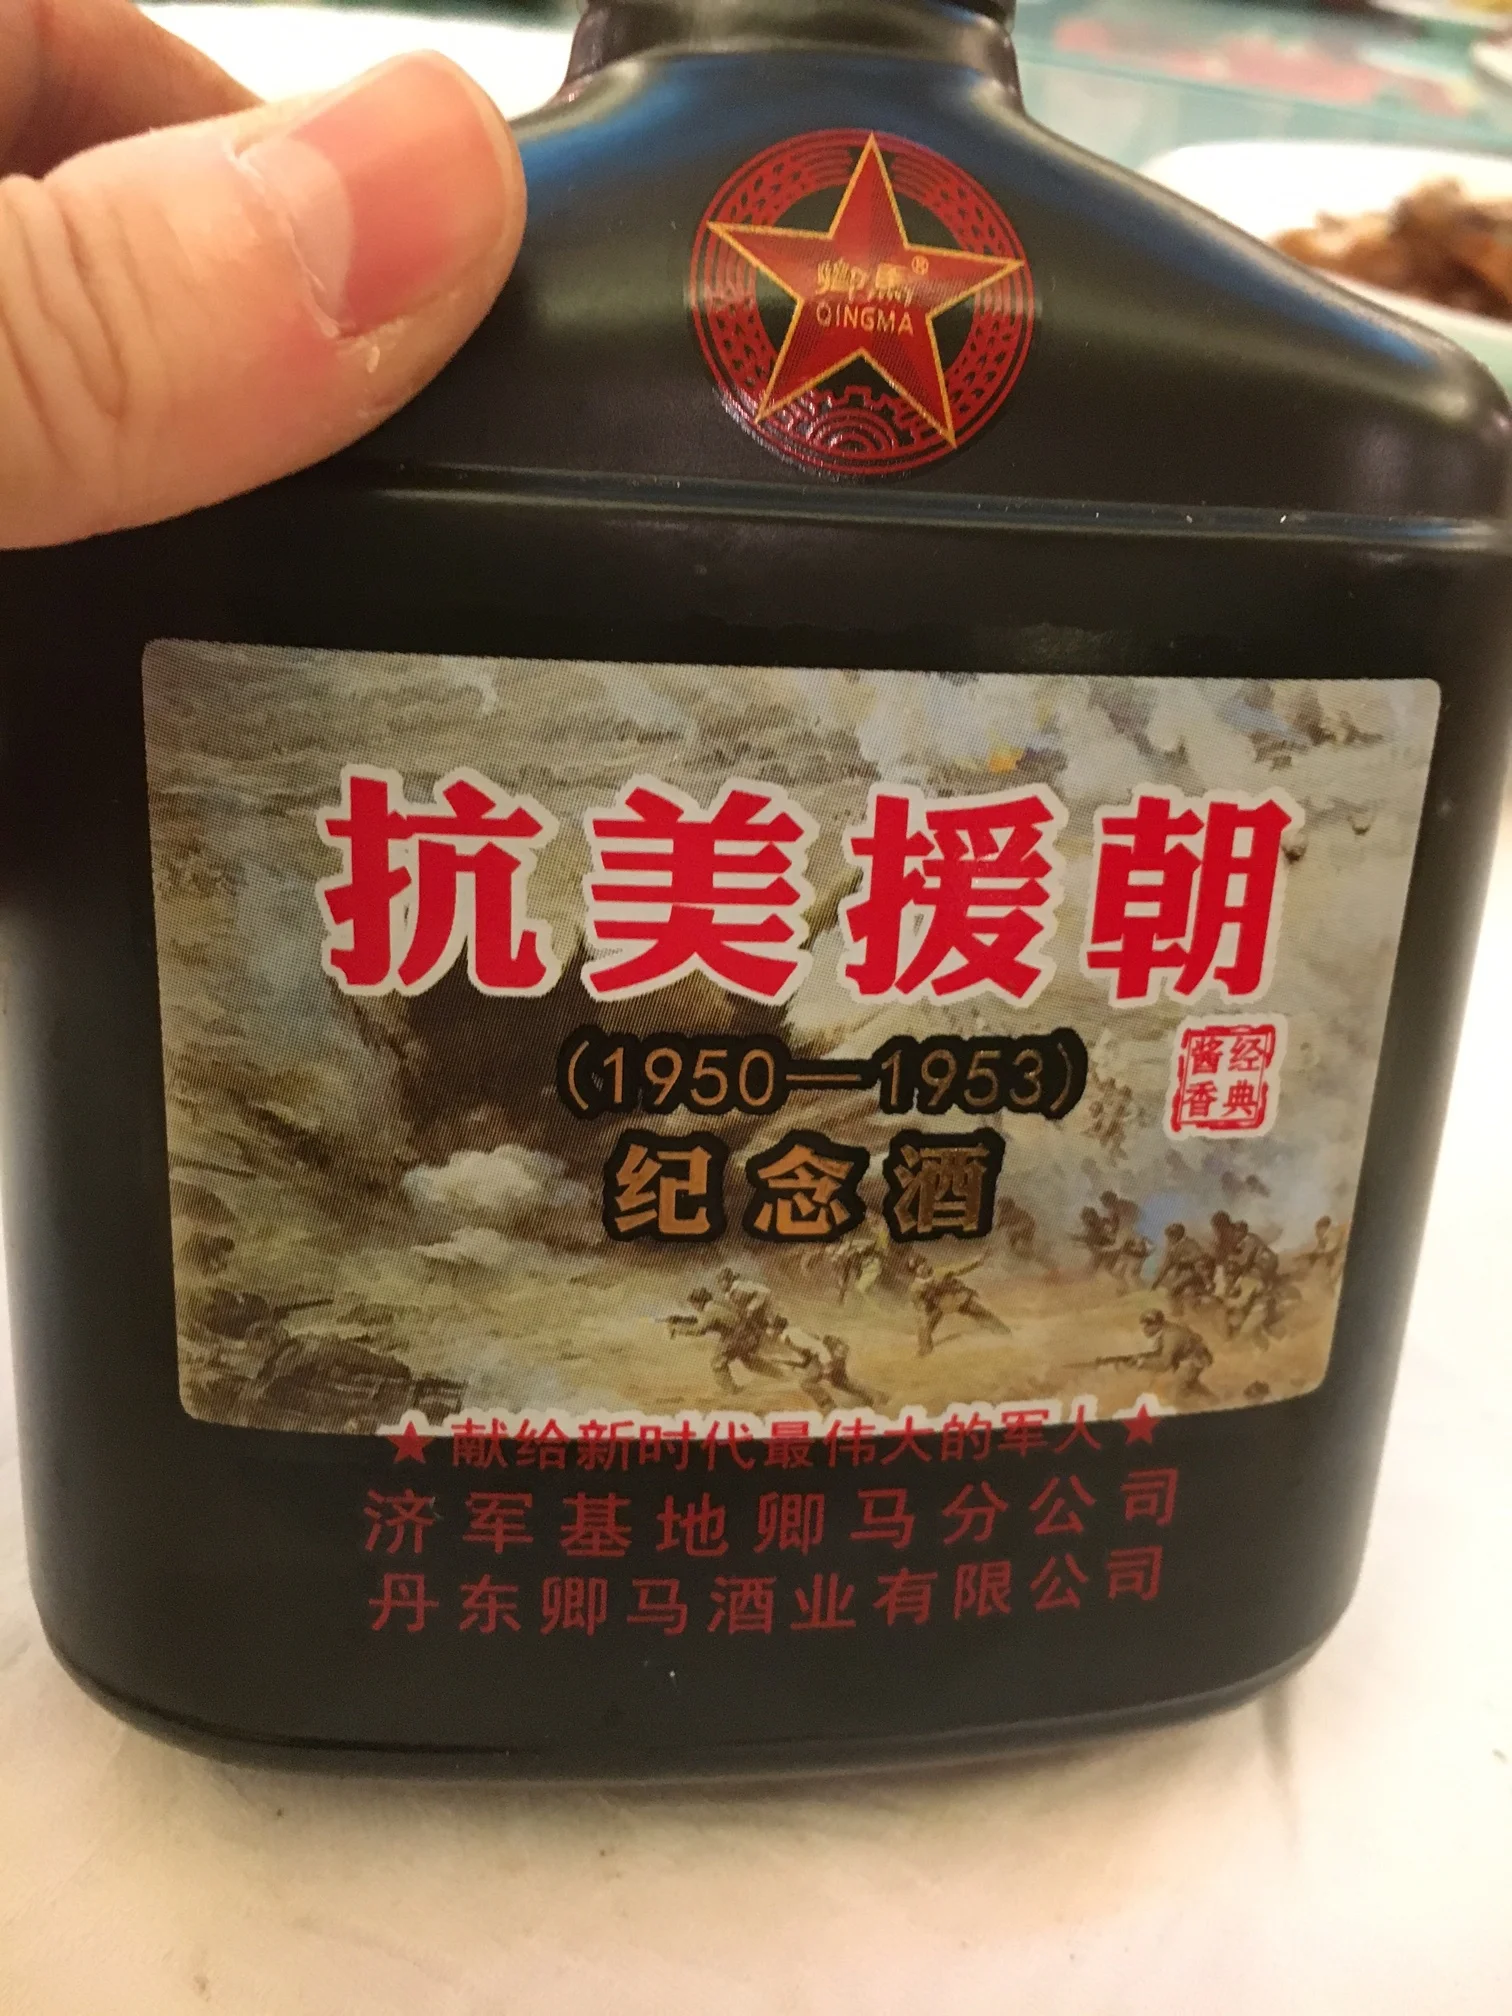 卿馬®
QINGMA
抗美援朝
(1950—1953)
纪念酒
经典
酱香
★献给新时代最伟大的军人★
济军基地卿马分公司
丹东卿马酒业有限公司